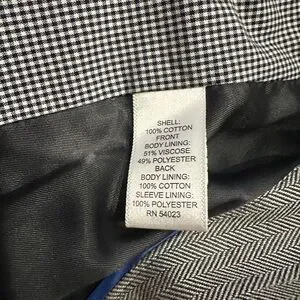 SHELL:
100% COTTON
FRONT
BODY LINING:
51% VISCOSE
49% POLYESTER
BACK
BODY LINING:
100% COTTON
SLEEVE LINING:
100% POLYESTER
RN 54023